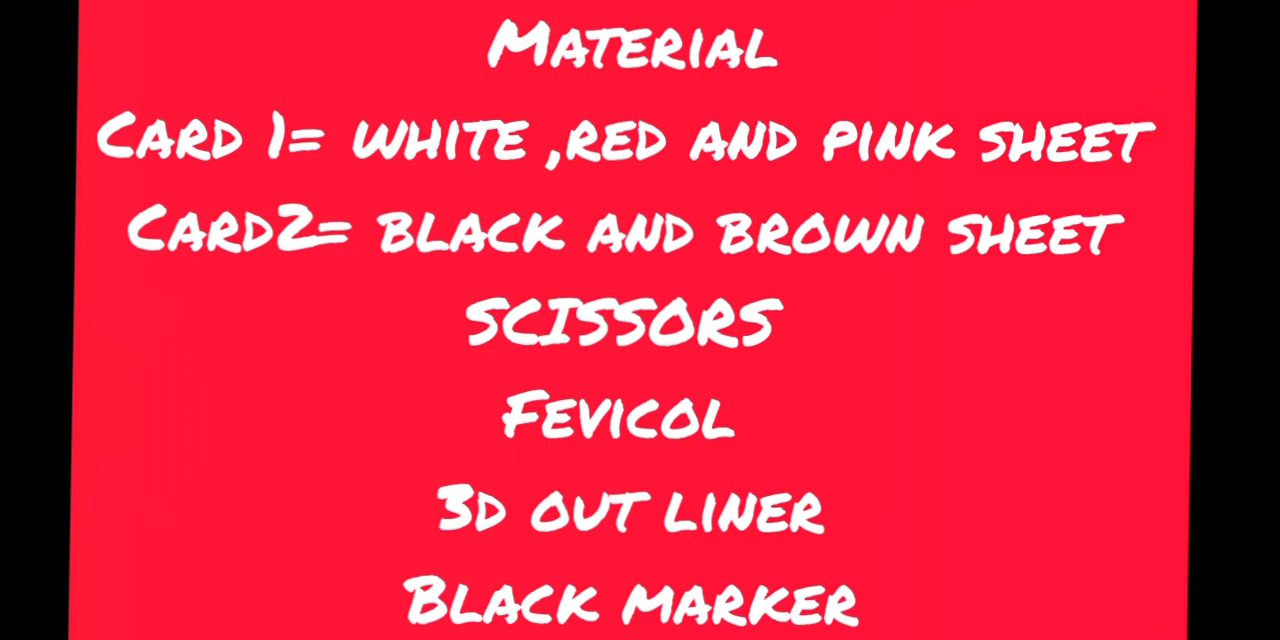 Material
Card 1= white ,red and pink sheet
Card2= black and brown sheet
SCISSORS
Fevicol
3d out liner
Black marker